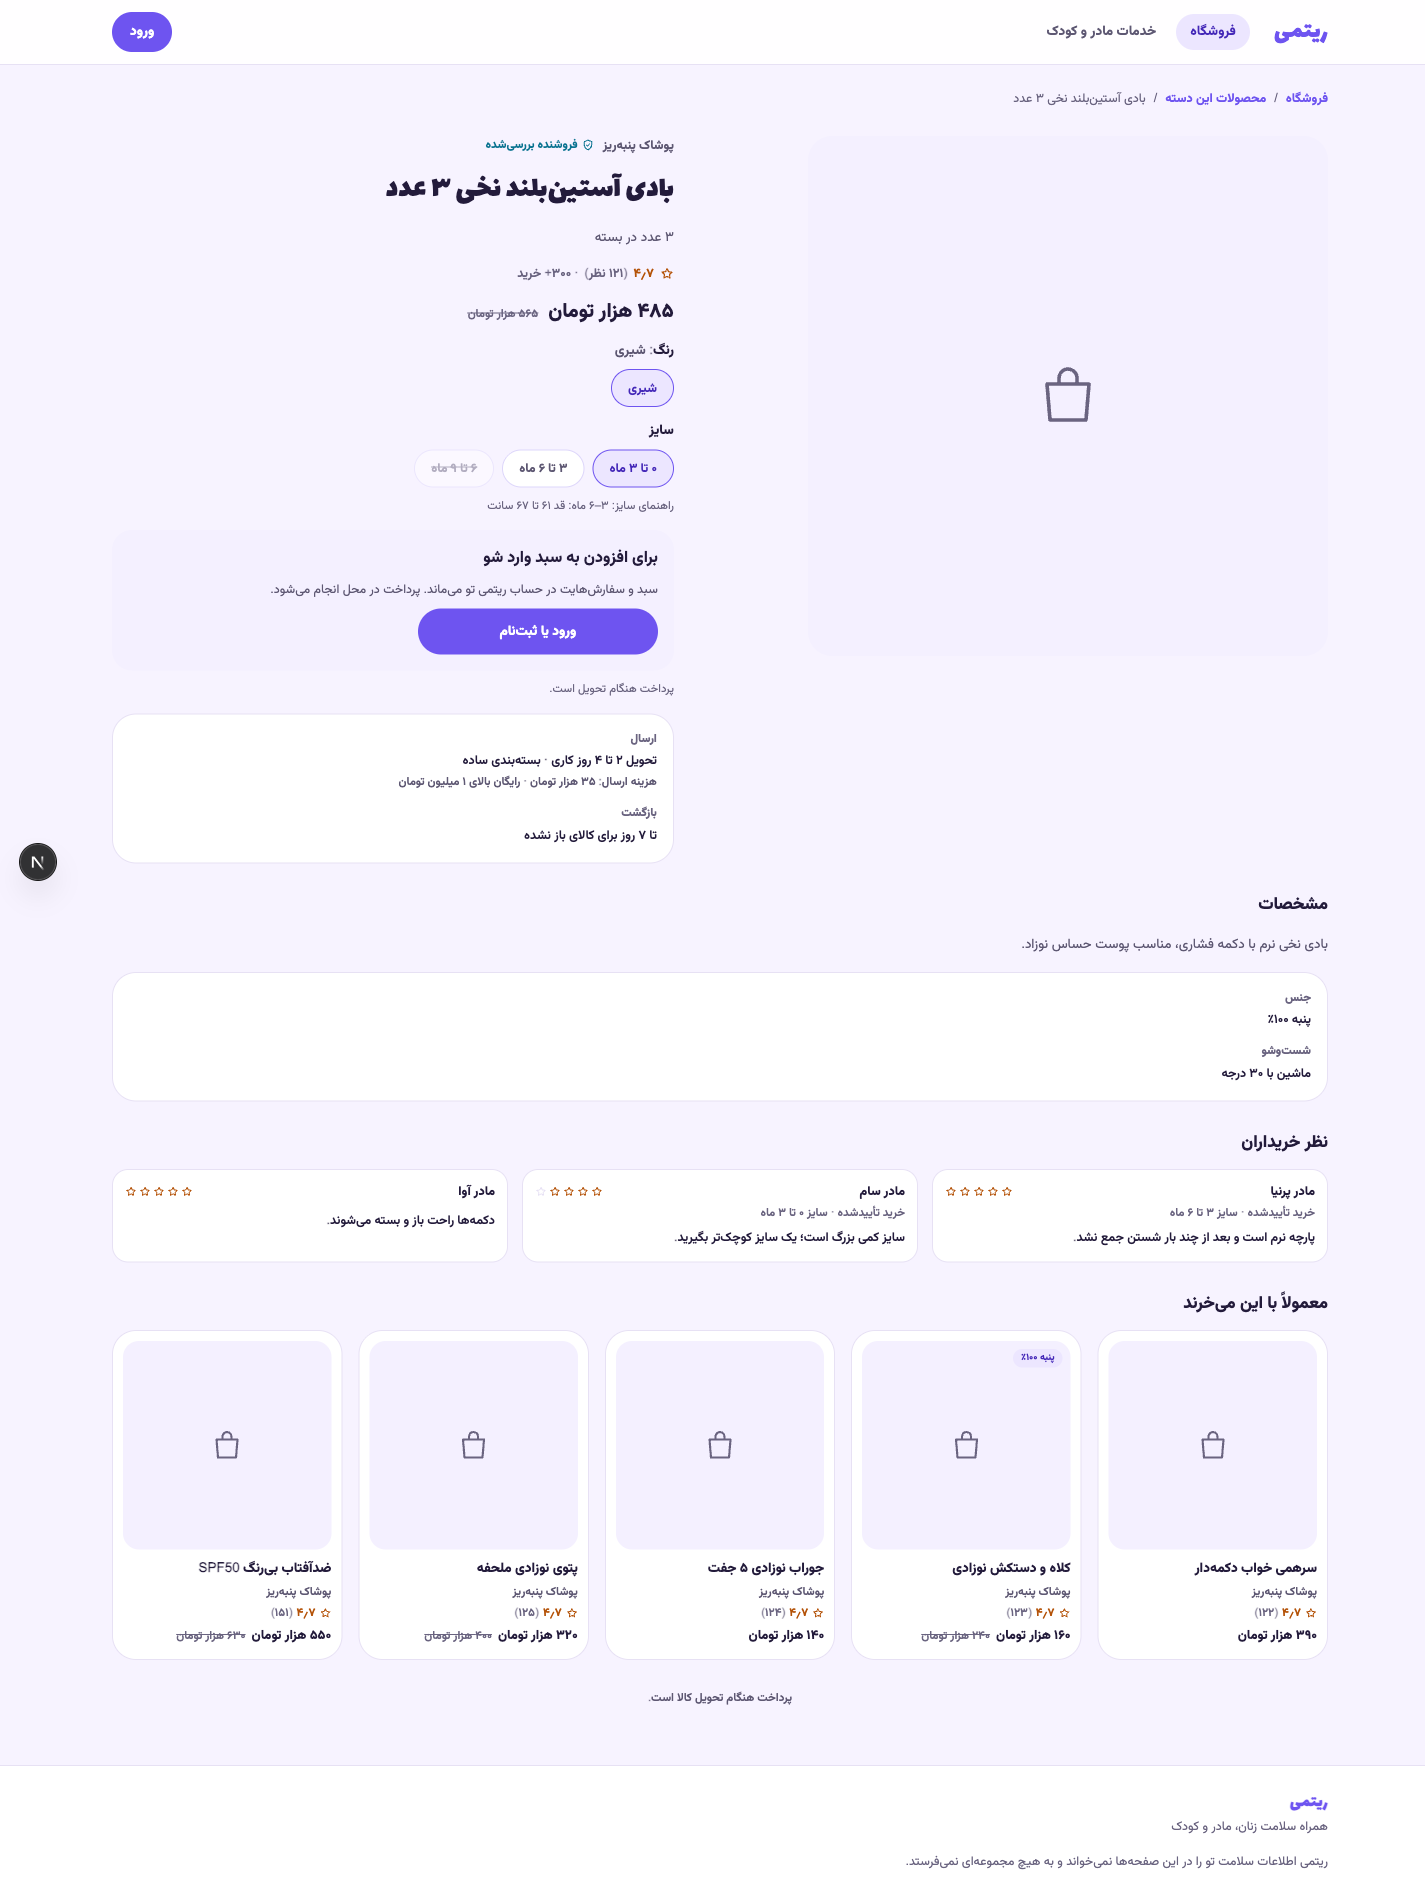 ریتمی
فروشگاه
خدمات مادر و کودک
ورود
فروشگاه / محصولات این دسته / بادی آستین‌بلند نخی ۳ عدد
پوشاک پنبه‌ریز
فروشنده بررسی‌شده
بادی آستین‌بلند نخی ۳ عدد
۳ عدد در بسته
۴٫۷ (۱۲۱ نظر) · ۳۰۰+ خرید
۴۸۵ هزار تومان ۵۶۵ هزار تومان
رنگ: شیری
شیری
سایز
۰ تا ۳ ماه
۳ تا ۶ ماه
۶ تا ۹ ماه
راهنمای سایز: ۳–۶ ماه: قد ۶۱ تا ۶۷ سانت
برای افزودن به سبد وارد شو
سبد و سفارش‌هایت در حساب ریتمی تو می‌ماند. پرداخت در محل انجام می‌شود.
ورود یا ثبت‌نام
پرداخت هنگام تحویل است.
ارسال
تحویل ۲ تا ۴ روز کاری · بسته‌بندی ساده
هزینه ارسال: ۳۵ هزار تومان · رایگان بالای ۱ میلیون تومان
بازگشت
تا ۷ روز برای کالای باز نشده
N
مشخصات
بادی نخی نرم با دکمه فشاری، مناسب پوست حساس نوزاد.
جنس
پنبه ۱۰۰٪
شست‌وشو
ماشین با ۳۰ درجه
نظر خریداران
مادر پرنیا
خرید تأییدشده · سایز ۳ تا ۶ ماه
پارچه نرم است و بعد از چند بار شستن جمع نشد.
مادر سام
خرید تأییدشده · سایز ۰ تا ۳ ماه
سایز کمی بزرگ است؛ یک سایز کوچک‌تر بگیرید.
مادر آوا
دکمه‌ها راحت باز و بسته می‌شوند.
معمولاً با این می‌خرند
سرهمی خواب دکمه‌دار
پوشاک پنبه‌ریز
۴٫۷ (۱۲۲)
۳۹۰ هزار تومان
پنبه ۱۰۰٪
کلاه و دستکش نوزادی
پوشاک پنبه‌ریز
۴٫۷ (۱۲۳)
۱۶۰ هزار تومان ۲۴۰ هزار تومان
جوراب نوزادی ۵ جفت
پوشاک پنبه‌ریز
۴٫۷ (۱۲۴)
۱۴۰ هزار تومان
پتوی نوزادی ملحفه
پوشاک پنبه‌ریز
۴٫۷ (۱۲۵)
۳۲۰ هزار تومان ۴۰۰ هزار تومان
ضدآفتاب بی‌رنگ SPF50
پوشاک پنبه‌ریز
۴٫۷ (۱۵۱)
۵۵۰ هزار تومان ۶۳۰ هزار تومان
پرداخت هنگام تحویل کالا است.
ریتمی
همراه سلامت زنان، مادر و کودک
ریتمی اطلاعات سلامت تو را در این صفحه‌ها نمی‌خواند و به هیچ مجموعه‌ای نمی‌فرستد.